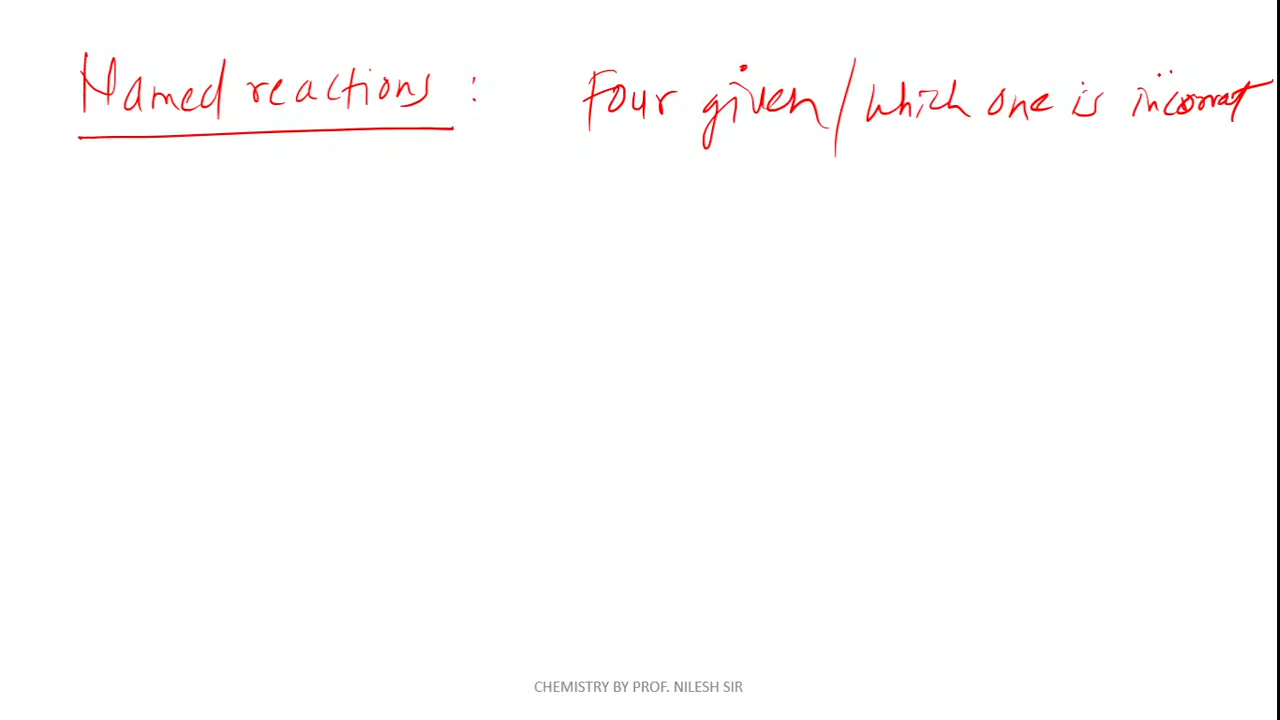 Named reactions : Four given / which one is incorrect
CHEMISTRY BY PROF. NILESH SIR